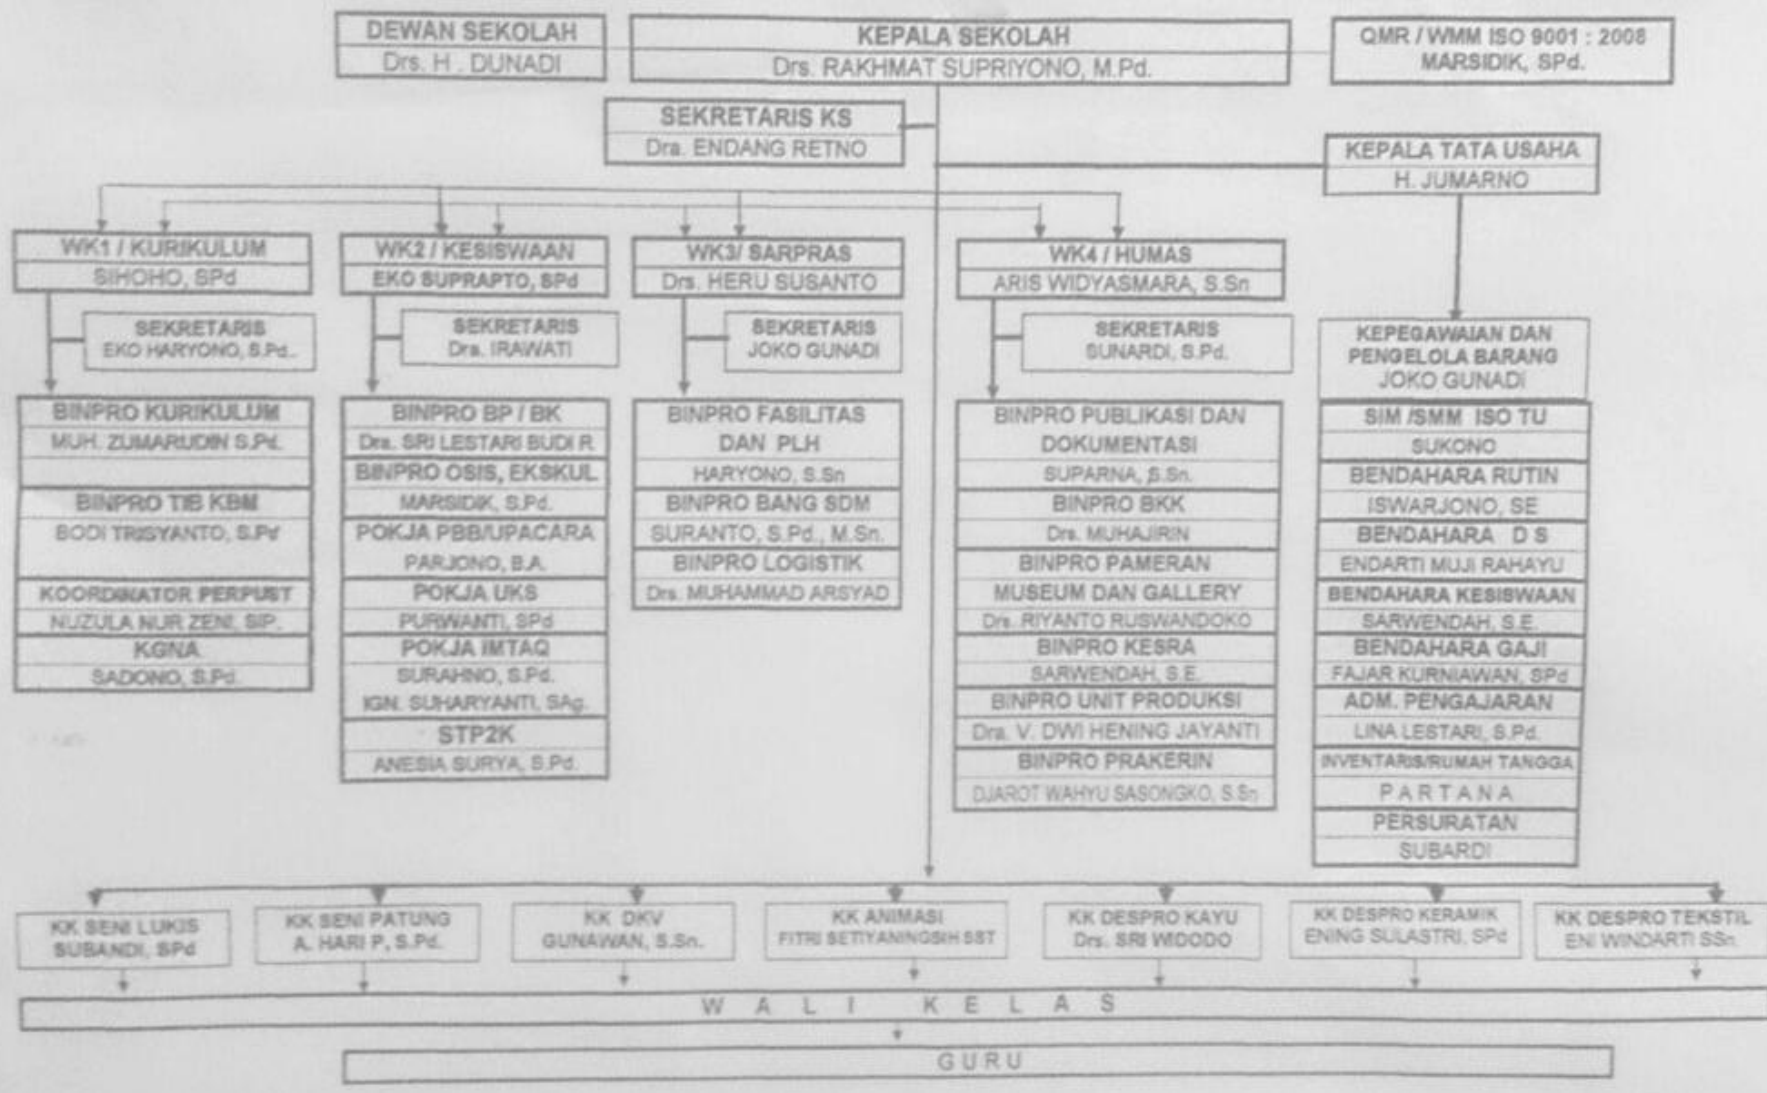 DEWAN SEKOLAH
Drs. H . DUNADI
KEPALA SEKOLAH
Drs. RAKHMAT SUPRIYONO, M.Pd.
QMR / WMM ISO 9001 : 2008
MARSIDIK, SPd.
SEKRETARIS KS
Dra. ENDANG RETNO
KEPALA TATA USAHA
H. JUMARNO
WK1 / KURIKULUM
SIHOHO, SPd
WK2 / KESISWAAN
EKO SUPRAPTO, SPd
WK3/ SARPRAS
Drs. HERU SUSANTO
WK4 / HUMAS
ARIS WIDYASMARA, S.Sn
SEKRETARIS
EKO HARYONO, S.Pd.
SEKRETARIS
Dra. IRAWATI
SEKRETARIS
JOKO GUNADI
SEKRETARIS
SUNARDI, S.Pd.
KEPEGAWAIAN DAN
PENGELOLA BARANG
JOKO GUNADI
BINPRO KURIKULUM
MUH. ZUMARUDIN S.Pd.
BINPRO TIB KBM
BODI TRISYANTO, S.Pd
KOORDINATOR PERPUST
NUZULA NUR ZENI, SIP.
KGNA
SADONO, S.Pd.
BINPRO BP / BK
Dra. SRI LESTARI BUDI R.
BINPRO OSIS, EKSKUL
MARSIDIK, S.Pd.
POKJA PBB/UPACARA
PARJONO, B.A.
POKJA UKS
PURWANTI, SPd
POKJA IMTAQ
SURAHNO, S.Pd.
IGN. SUHARYANTI, SAg.
STP2K
ANESIA SURYA, S.Pd.
BINPRO FASILITAS
DAN PLH
HARYONO, S.Sn
BINPRO BANG SDM
SURANTO, S.Pd., M.Sn.
BINPRO LOGISTIK
Drs. MUHAMMAD ARSYAD
BINPRO PUBLIKASI DAN
DOKUMENTASI
SUPARNA, S.Sn.
BINPRO BKK
Drs. MUHAJIRIN
BINPRO PAMERAN
MUSEUM DAN GALLERY
Drs. RIYANTO RUSWANDOKO
BINPRO KESRA
SARWENDAH, S.E.
BINPRO UNIT PRODUKSI
Dra. V. DWI HENING JAYANTI
BINPRO PRAKERIN
DJAROT WAHYU SASONGKO, S.Sn
SIM /SMM ISO TU
SUKONO
BENDAHARA RUTIN
ISWARJONO, SE
BENDAHARA D S
ENDARTI MUJI RAHAYU
BENDAHARA KESISWAAN
SARWENDAH, S.E.
BENDAHARA GAJI
FAJAR KURNIAWAN, SPd
ADM. PENGAJARAN
LINA LESTARI, S.Pd.
INVENTARIS/RUMAH TANGGA
P A R T A N A
PERSURATAN
SUBARDI
KK SENI LUKIS
SUBANDI, SPd
KK SENI PATUNG
A. HARI P, S.Pd.
KK DKV
GUNAWAN, S.Sn.
KK ANIMASI
FITRI SETIYANINGSIH SST
KK DESPRO KAYU
Drs. SRI WIDODO
KK DESPRO KERAMIK
ENING SULASTRI, SPd
KK DESPRO TEKSTIL
ENI WINDARTI SSn.
W A L I K E L A S
G U R U